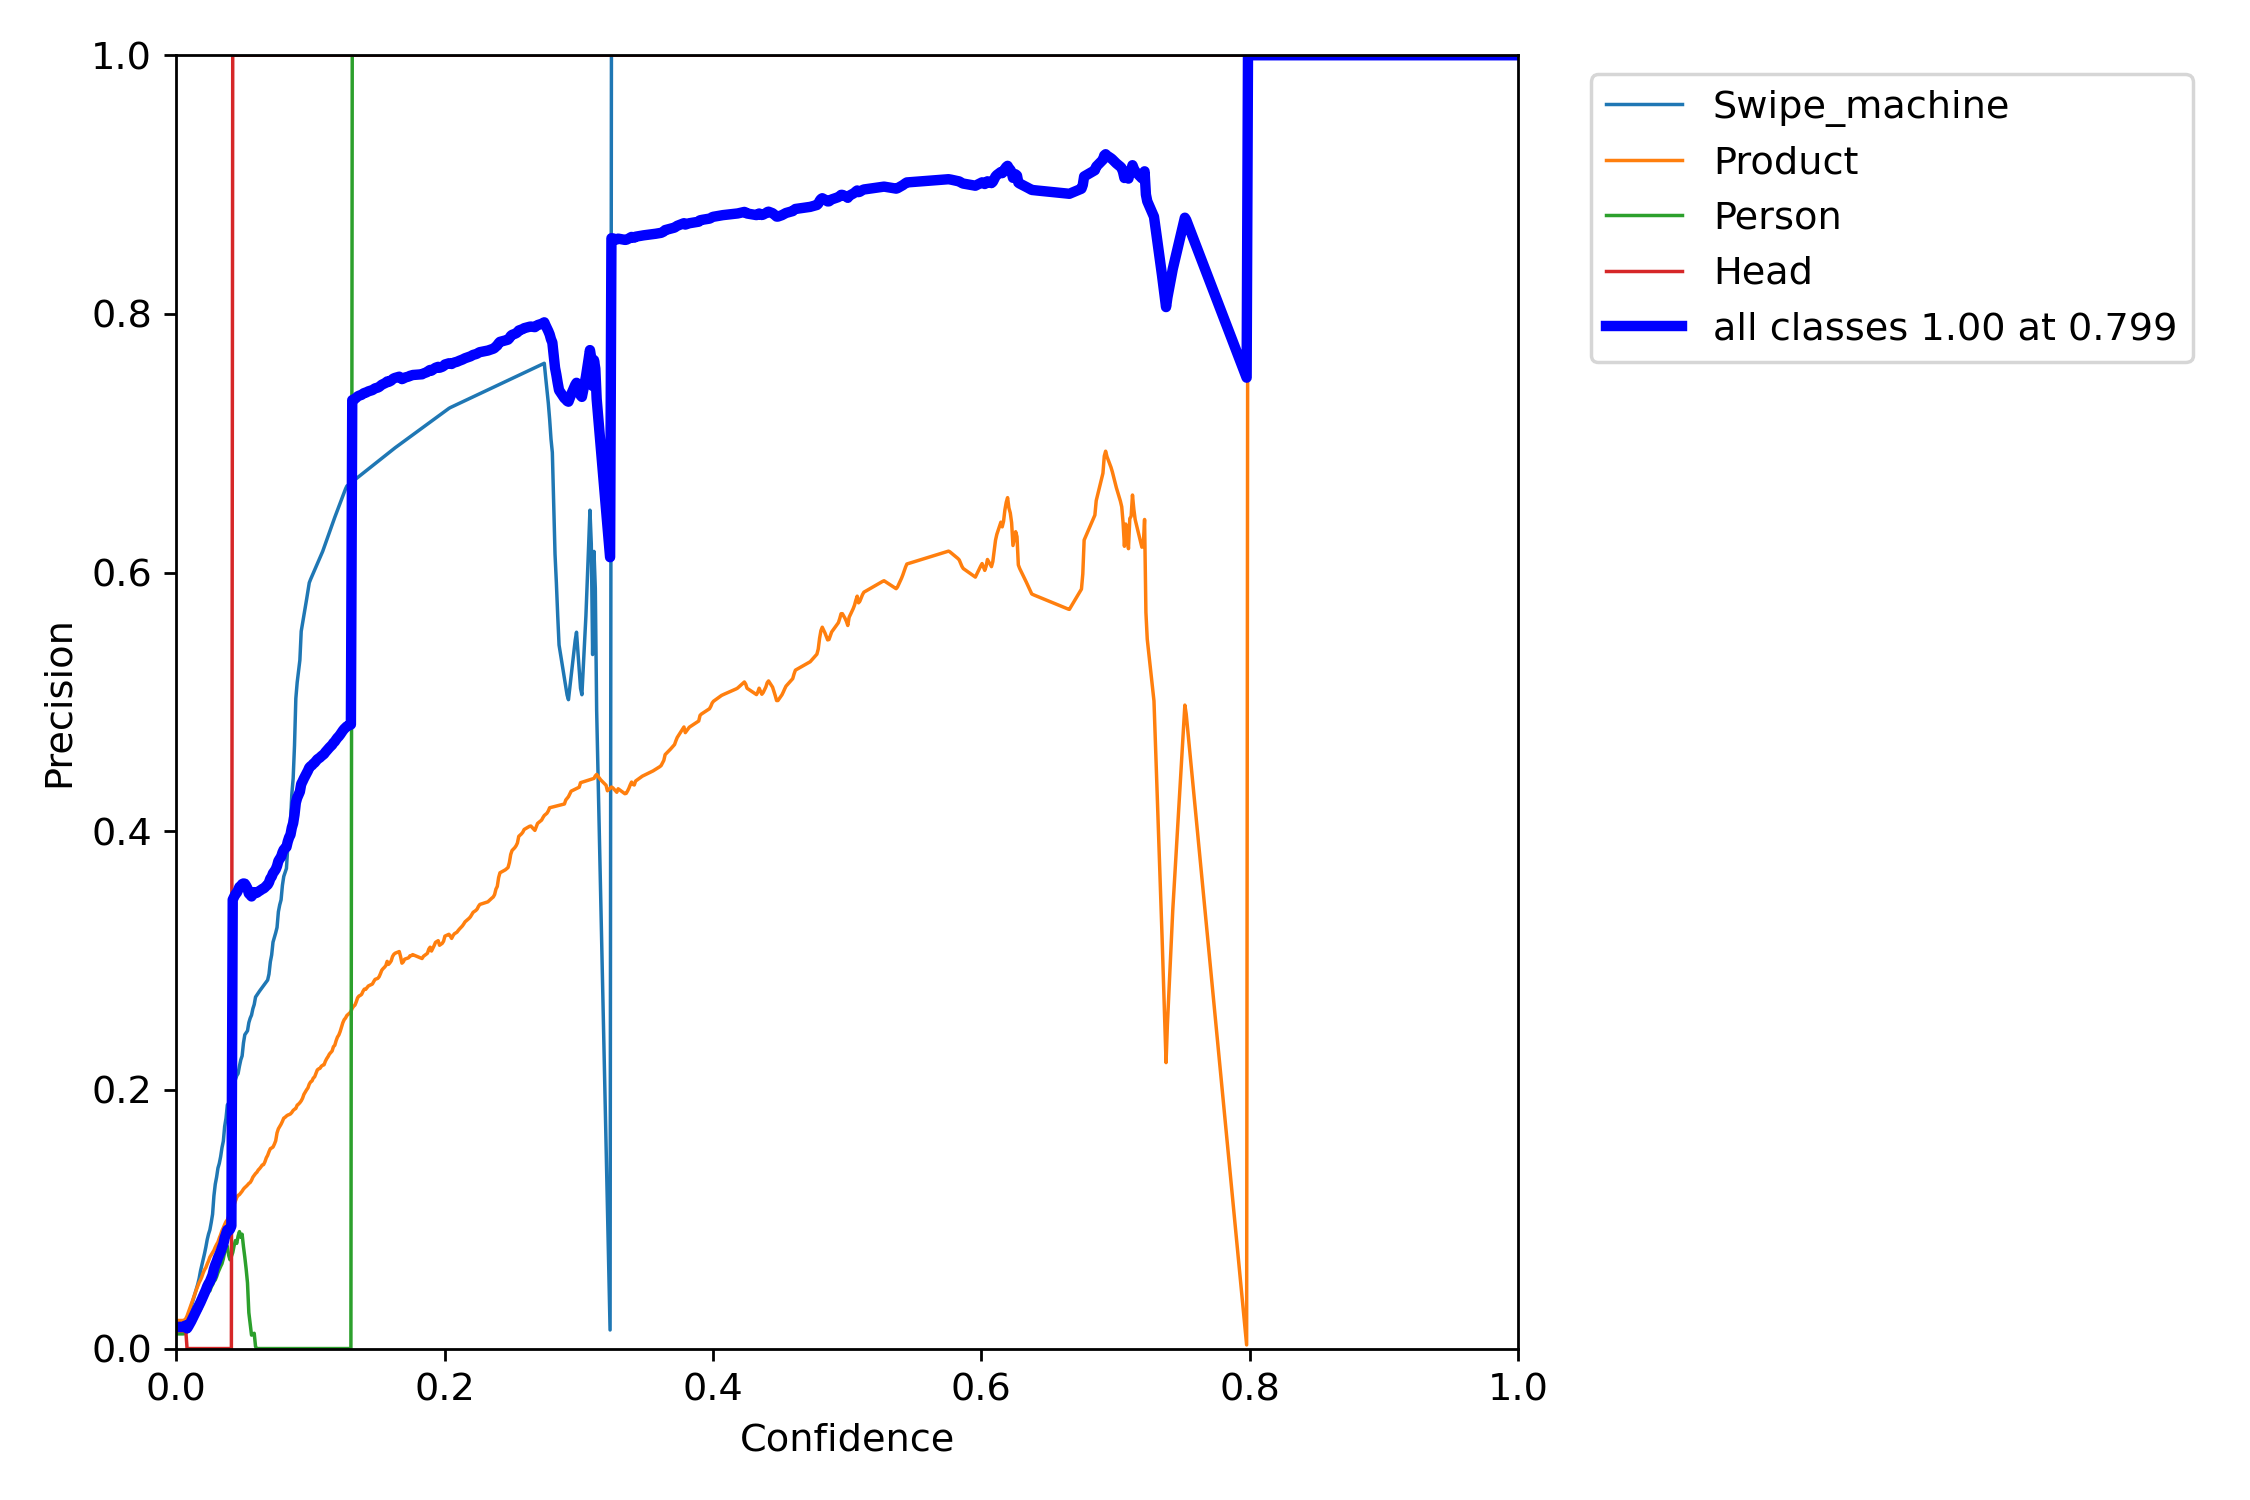 1.0
0.8
0.6
0.4
0.2
0.0
Precision
0.0 0.2 0.4 0.6 0.8 1.0
Confidence
Swipe_machine
Product
Person
Head
all classes 1.00 at 0.799